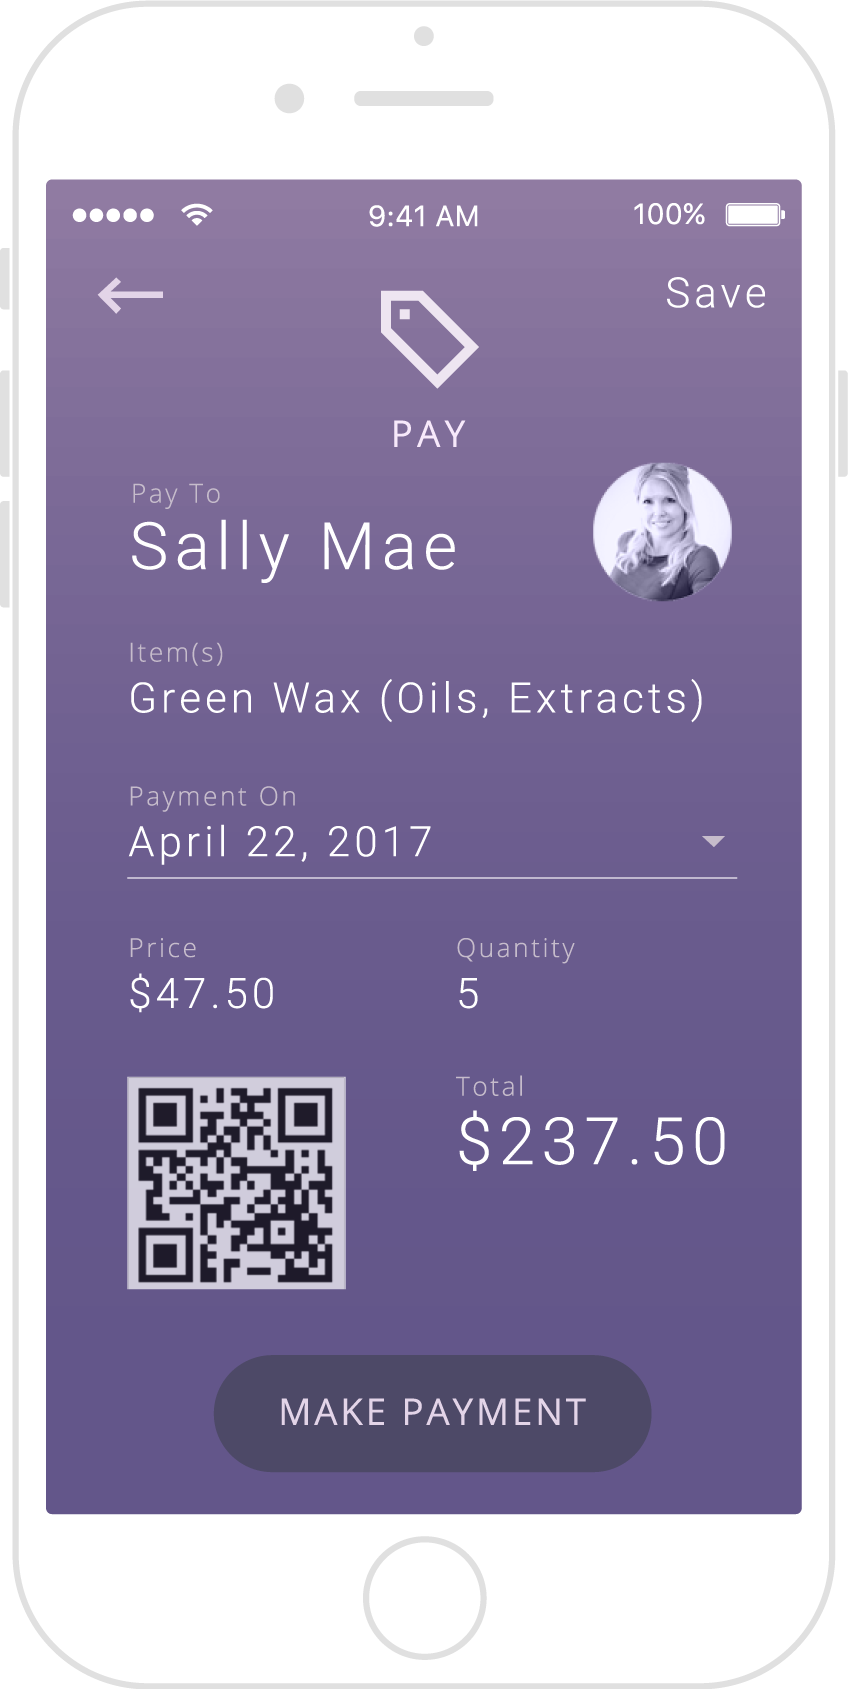 9:41 AM 100%
Save
PAY
Pay To
Sally Mae
Item(s)
Green Wax (Oils, Extracts)
Payment On
April 22, 2017
Price Quantity
$47.50 5
Total
$237.50
MAKE PAYMENT